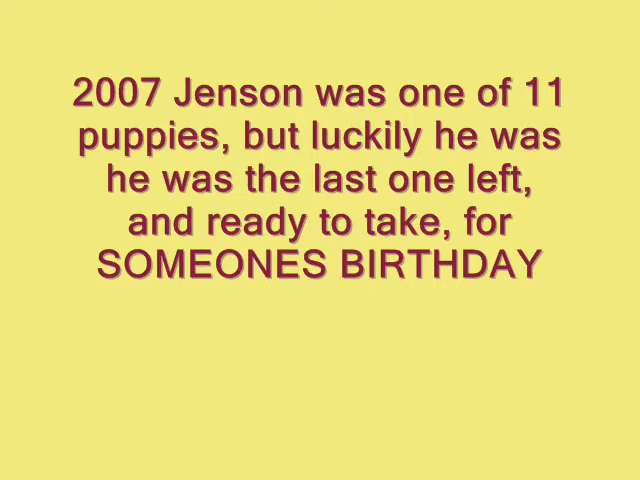 2007 Jenson was one of 11
puppies, but luckily he was
he was the last one left,
and ready to take, for
SOMEONES BIRTHDAY